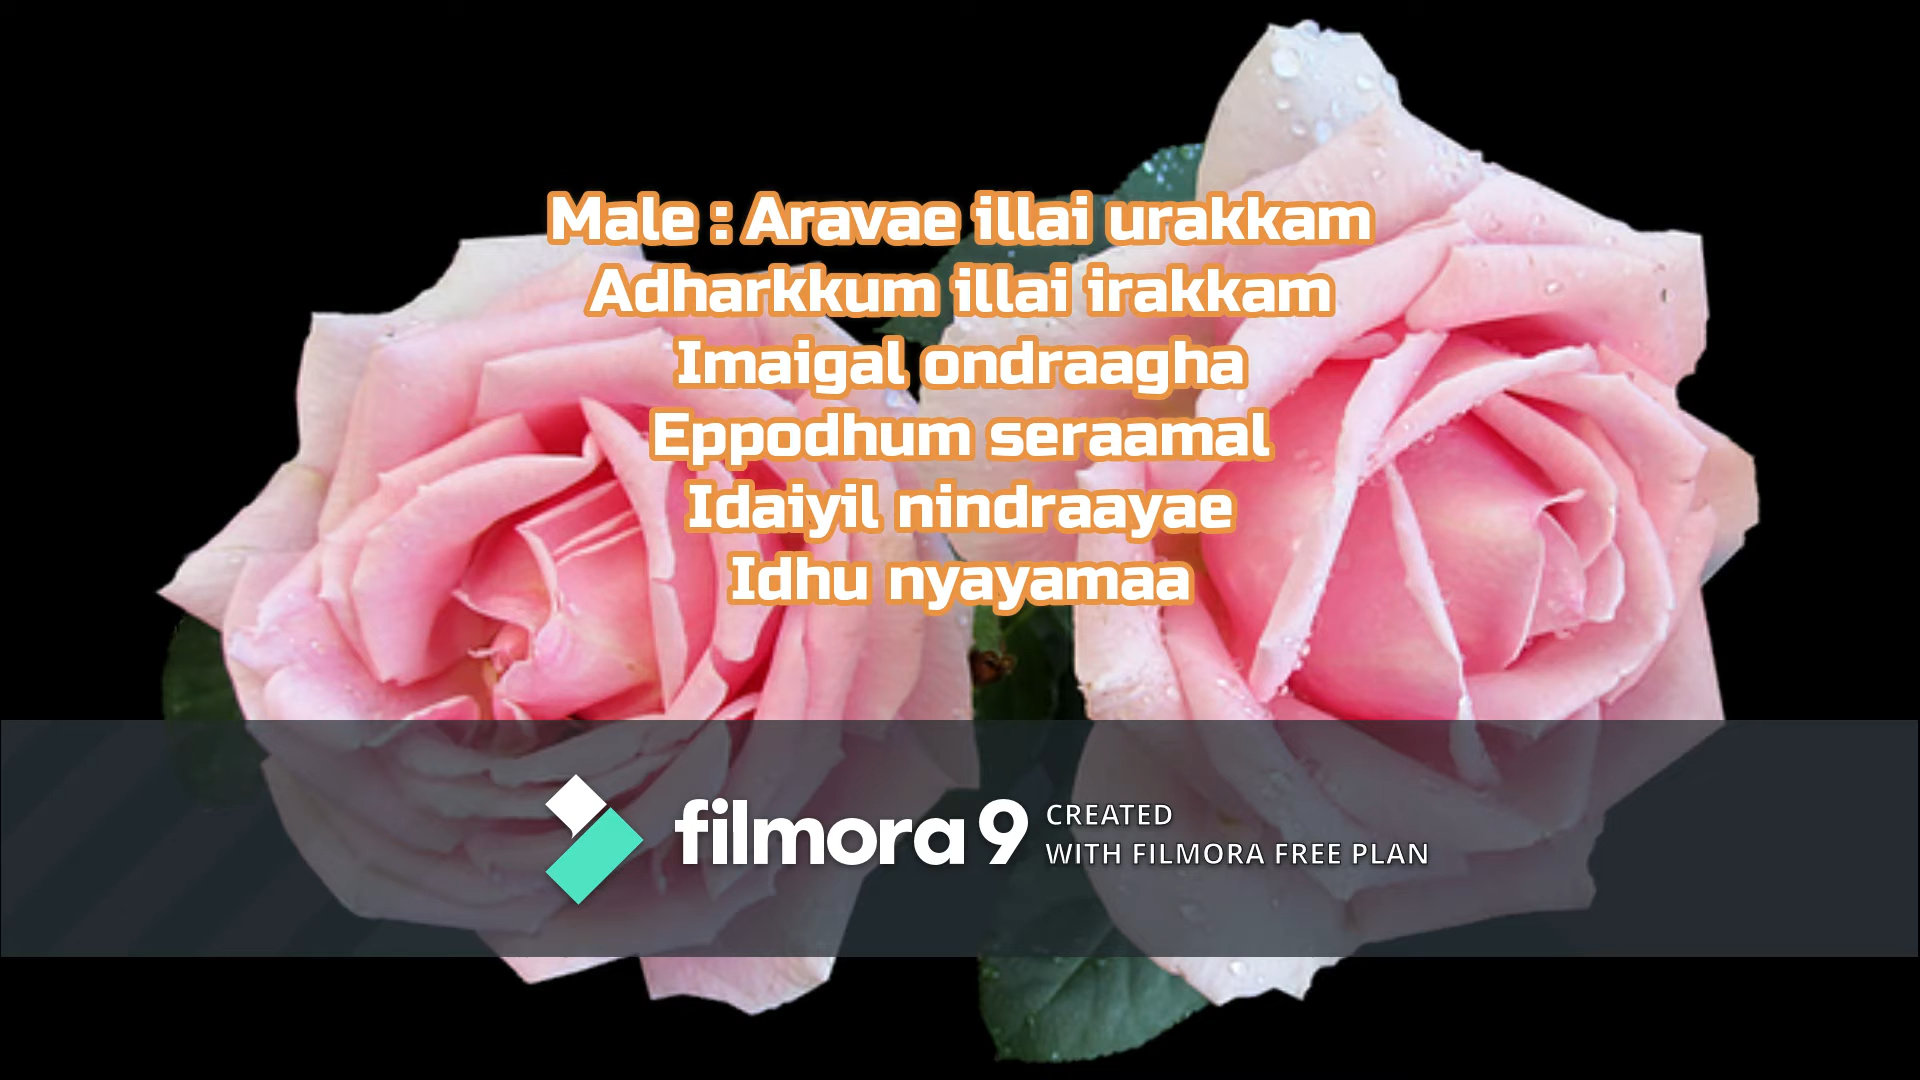 Male : Aravae illai urakkam
Adharkkum illai irakkam
Imaigal ondraagha
Eppodhum seraamal
Idaiyil nindraayae
Idhu nyayamaa
filmora 9 CREATED
WITH FILMORA FREE PLAN